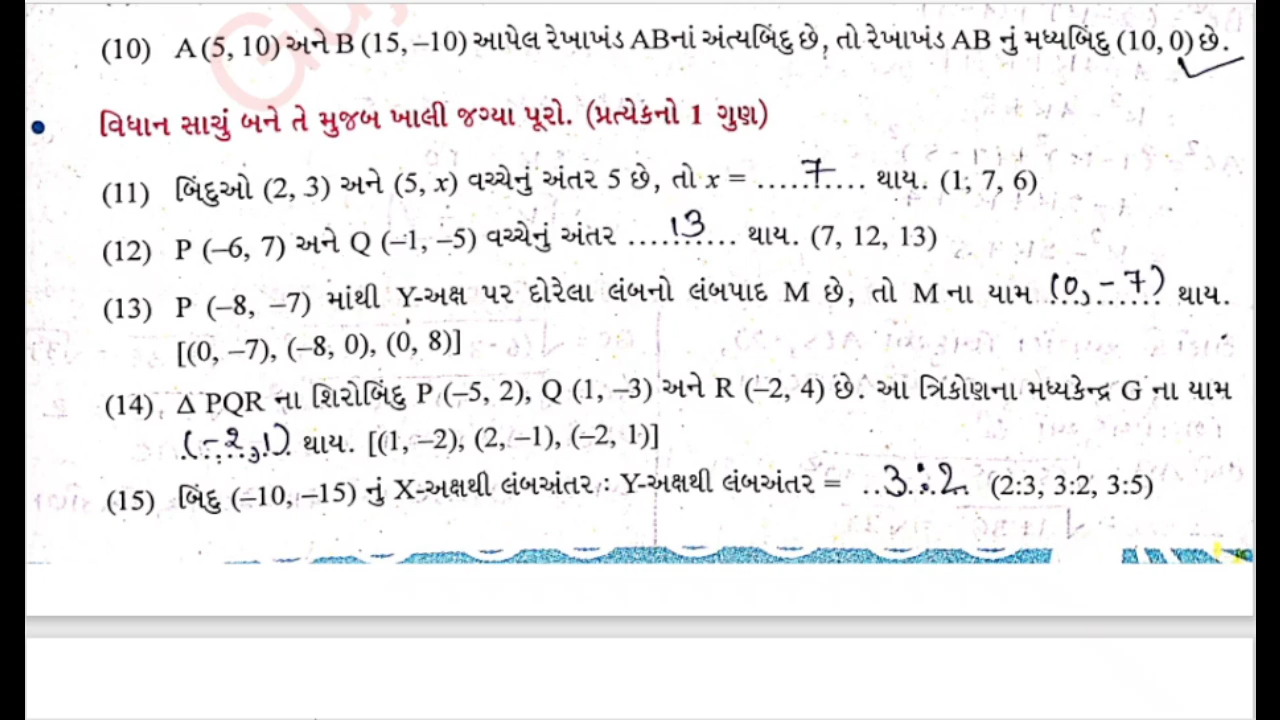 (10) A (5, 10) અને B (15, –10) આપેલ રેખાખંડ ABનાં અંત્યબિંદુ છે, તો રેખાખંડ AB નું મધ્યબિંદુ (10, 0) છે.
વિધાન સાચું બને તે મુજબ ખાલી જગ્યા પૂરો. (પ્રત્યેકનો 1 ગુણ)
(11) બિંદુઓ (2, 3) અને (5, x) વચ્ચેનું અંતર 5 છે, તો x = .....7..... થાય. (1, 7, 6)
(12) P (–6, 7) અને Q (–1, –5) વચ્ચેનું અંતર .....13..... થાય. (7, 12, 13)
(13) P (–8, –7) માંથી Y-અક્ષ પર દોરેલા લંબનો લંબપાદ M છે, તો M ના યામ (0, –7) થાય.
[(0, –7), (–8, 0), (0, 8)]
(14) Δ PQR ના શિરોબિંદુ P (–5, 2), Q (1, –3) અને R (–2, 4) છે. આ ત્રિકોણના મધ્યકેન્દ્ર G ના યામ
(–2, 1) થાય. [(1, –2), (2, –1), (–2, 1)]
(15) બિંદુ (–10, –15) નું X-અક્ષથી લંબઅંતર : Y-અક્ષથી લંબઅંતર = ..3:2.. (2:3, 3:2, 3:5)